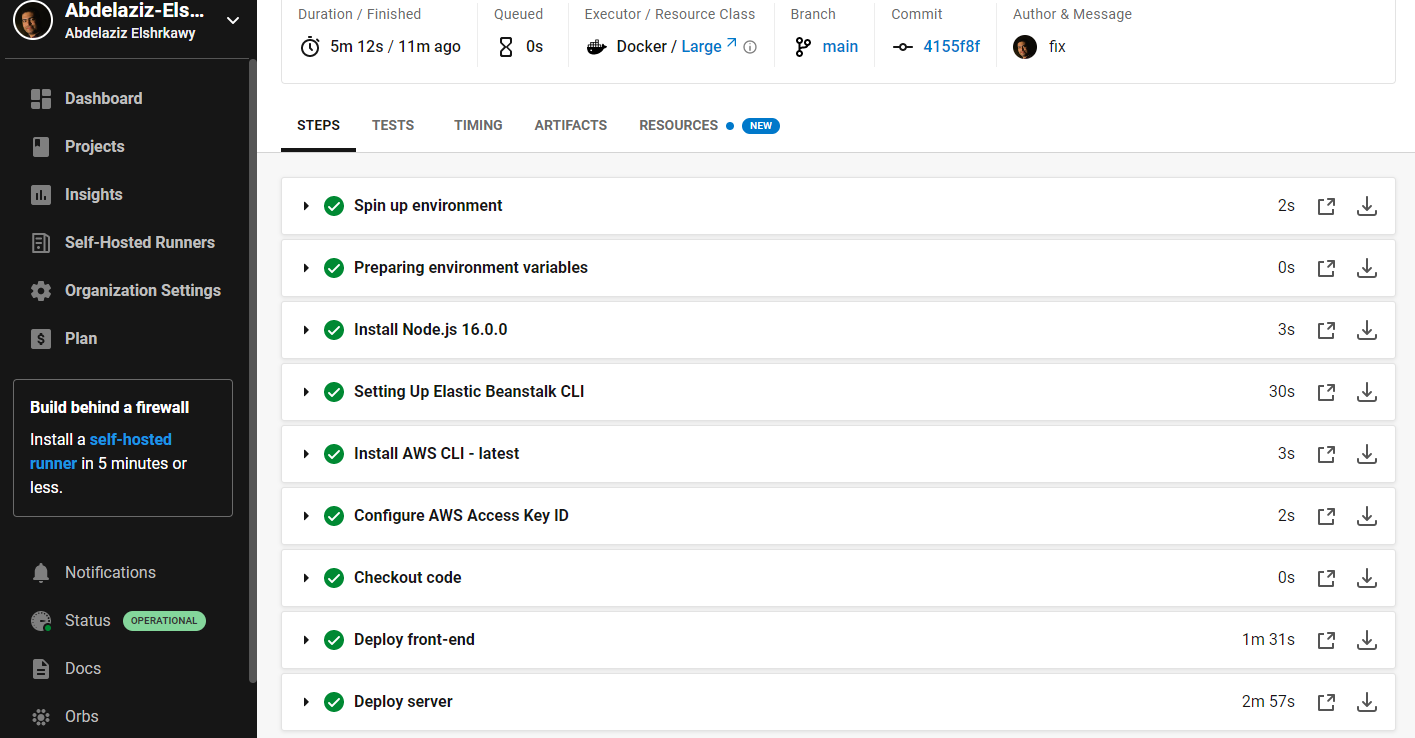 Abdelaziz-Els...
Abdelaziz Elshrkawy
Dashboard
Projects
Insights
Self-Hosted Runners
Organization Settings
Plan
Build behind a firewall
Install a self-hosted
runner in 5 minutes or
less.
Notifications
Status OPERATIONAL
Docs
Orbs
Duration / Finished
5m 12s / 11m ago
Queued
0s
Executor / Resource Class
Docker / Large
Branch
main
Commit
4155f8f
Author & Message
fix
STEPS TESTS TIMING ARTIFACTS RESOURCES NEW
Spin up environment 2s
Preparing environment variables 0s
Install Node.js 16.0.0 3s
Setting Up Elastic Beanstalk CLI 30s
Install AWS CLI - latest 3s
Configure AWS Access Key ID 2s
Checkout code 0s
Deploy front-end 1m 31s
Deploy server 2m 57s